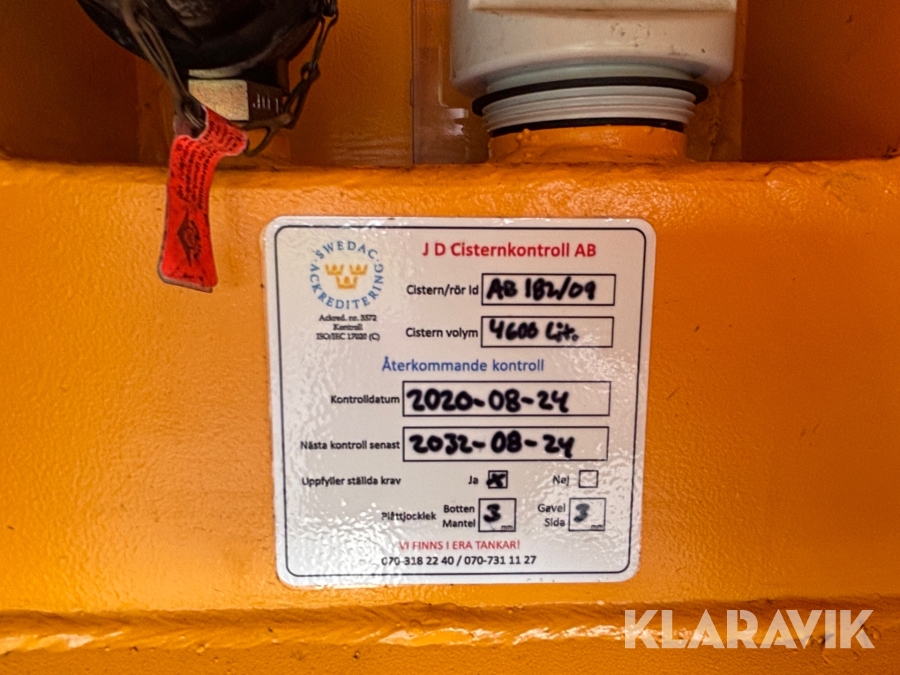 SWEDAC
ACKREDITERING
Ackred. nr. 3572
Kontroll
ISO/IEC 17020 (C)
J D Cisternkontroll AB
Cistern/rör id AB 182/09
Cistern volym 4600 Lit.
Återkommande kontroll
Kontrolldatum 2020-08-24
Nästa kontroll senast 2032-08-24
Uppfyller ställda krav Ja x Nej
Plåttjocklek Botten Mantel 3 mm Gavel Sida 3 mm
VI FINNS I ERA TANKAR!
070-318 22 40 / 070-731 11 27
KLARAVIK